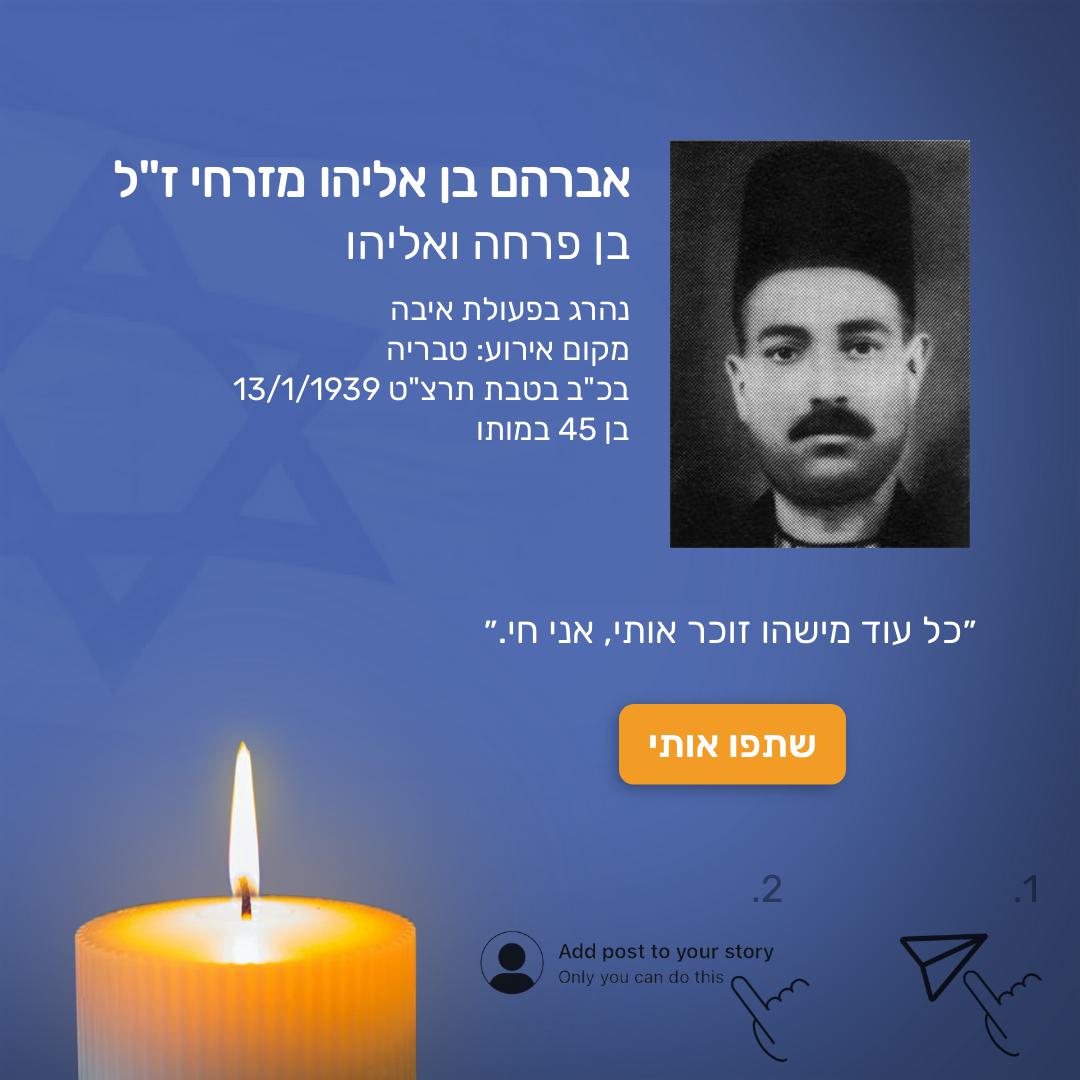 אברהם בן אליהו מזרחי ז"ל
בן פרחה ואליהו
נהרג בפעולת איבה
מקום אירוע: טבריה
בכ"ב בטבת תרצ"ט 13/1/1939
בן 45 במותו
״כל עוד מישהו זוכר אותי, אני חי.״
שתפו אותי
.1
.2
Add post to your story
Only you can do this